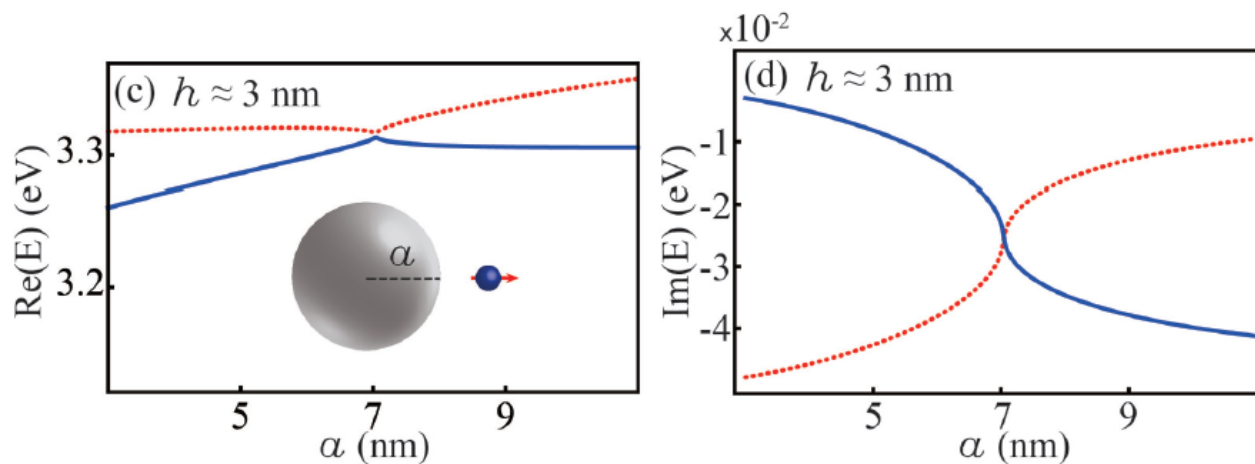 (c) h ≈ 3 nm
Re(E) (eV)
3.3
3.2
a
5 7 9
a (nm)
×10⁻²
(d) h ≈ 3 nm
Im(E) (eV)
-1
-2
-3
-4
5 7 9
a (nm)